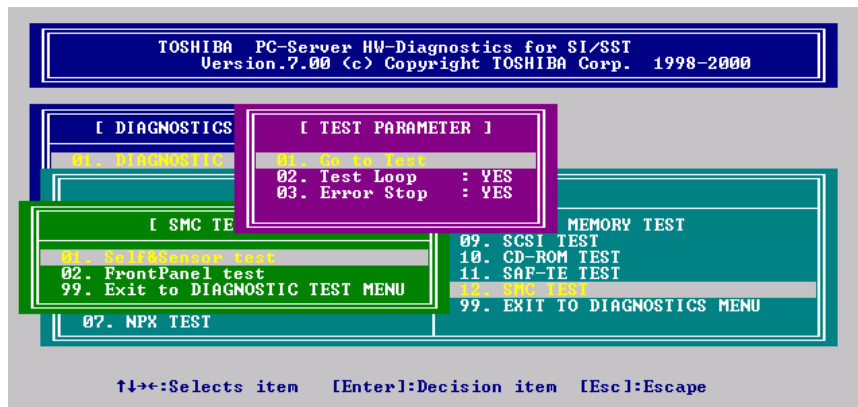 TOSHIBA PC-Server HW-Diagnostics for SI/SST
Version.7.00 (c) Copyright TOSHIBA Corp. 1998-2000
[ DIAGNOSTICS
01. DIAGNOSTIC
[ TEST PARAMETER ]
01. Go to Test
02. Test Loop : YES
03. Error Stop : YES
[ SMC TE
01. Self&Sensor test
02. FrontPanel test
99. Exit to DIAGNOSTIC TEST MENU
07. NPX TEST
MEMORY TEST
09. SCSI TEST
10. CD-ROM TEST
11. SAF-TE TEST
12. SMC TEST
99. EXIT TO DIAGNOSTICS MENU
↑↓→←:Selects item [Enter]:Decision item [Esc]:Escape